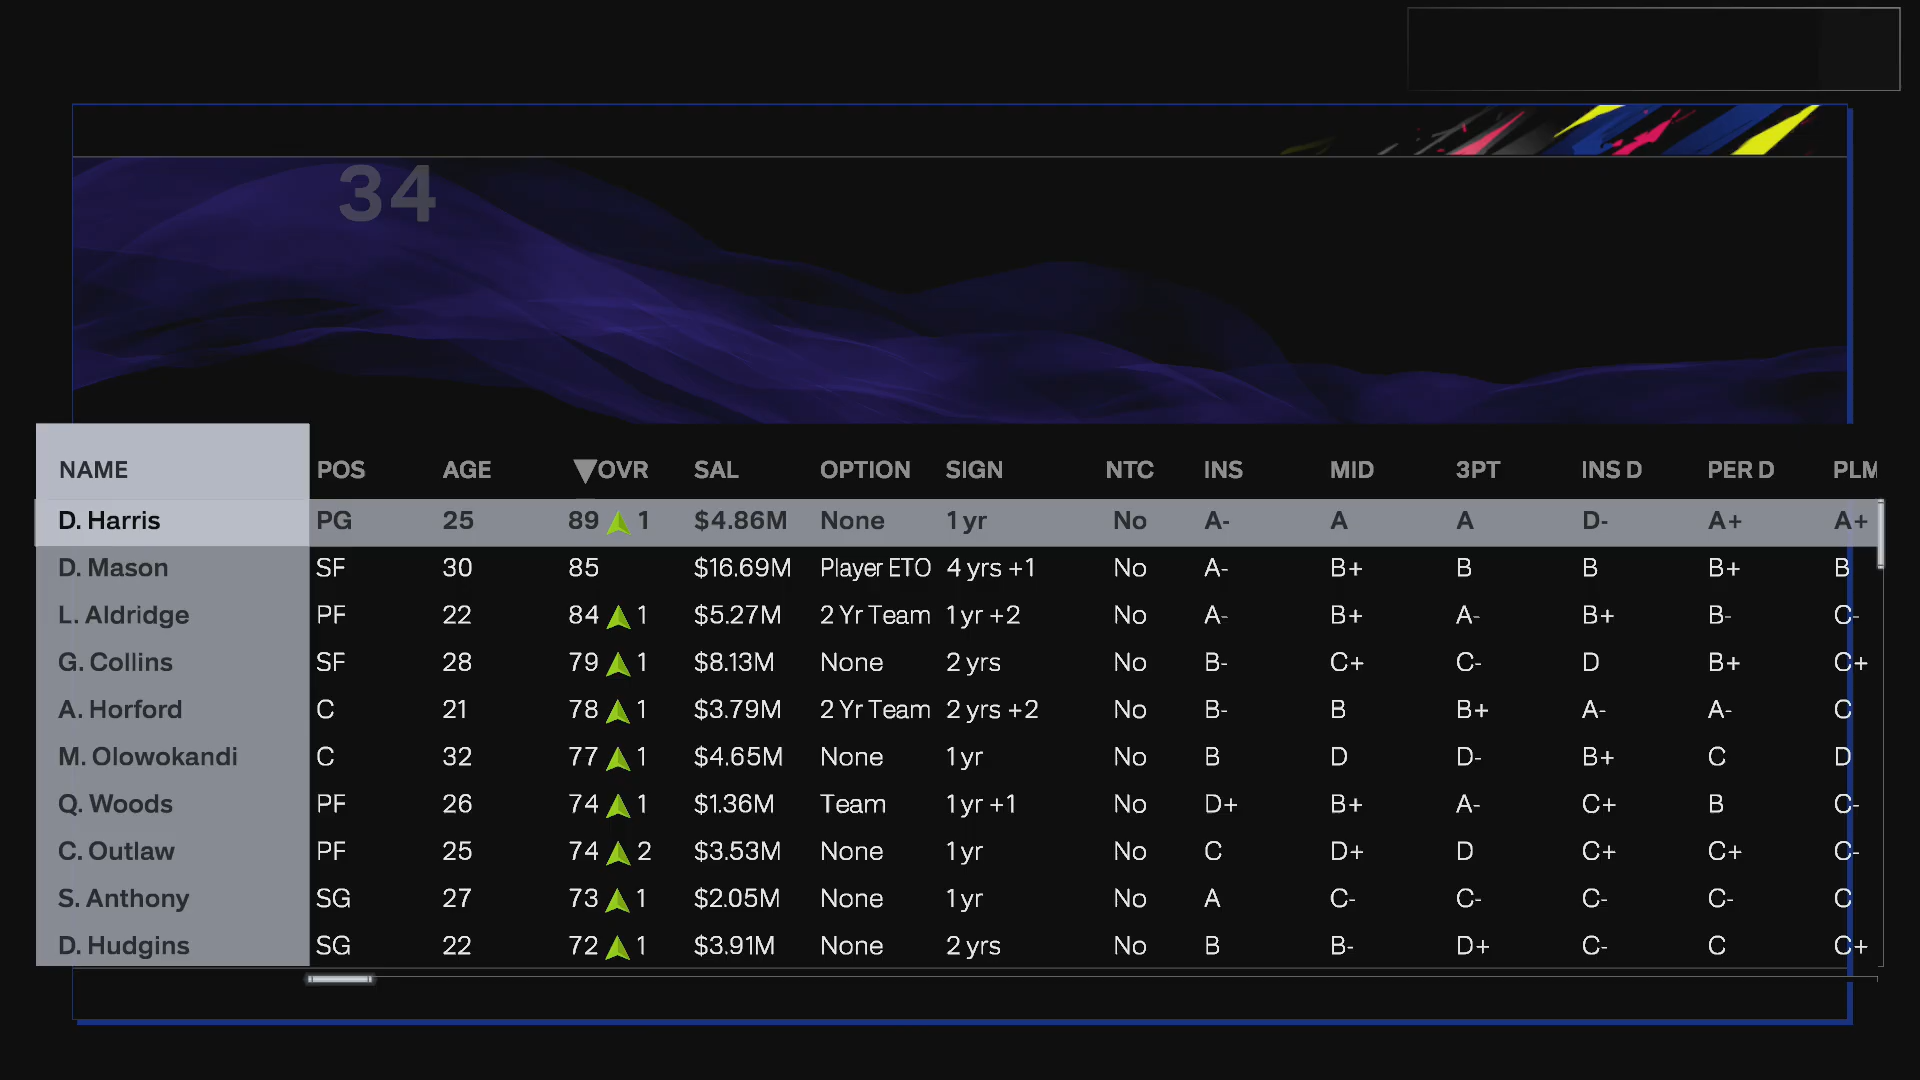 34
NAME POS AGE ▼OVR SAL OPTION SIGN NTC INS MID 3PT INS D PER D PLM
D. Harris PG 25 89 ▲ 1 $4.86M None 1 yr No A- A A D- A+ A+
D. Mason SF 30 85 $16.69M Player ETO 4 yrs +1 No A- B+ B B B+ B
L. Aldridge PF 22 84 ▲ 1 $5.27M 2 Yr Team 1 yr +2 No A- B+ A- B+ B- C-
G. Collins SF 28 79 ▲ 1 $8.13M None 2 yrs No B- C+ C- D B+ C+
A. Horford C 21 78 ▲ 1 $3.79M 2 Yr Team 2 yrs +2 No B- B B+ A- A- C
M. Olowokandi C 32 77 ▲ 1 $4.65M None 1 yr No B D D- B+ C D
Q. Woods PF 26 74 ▲ 1 $1.36M Team 1 yr +1 No D+ B+ A- C+ B C-
C. Outlaw PF 25 74 ▲ 2 $3.53M None 1 yr No C D+ D C+ C+ C-
S. Anthony SG 27 73 ▲ 1 $2.05M None 1 yr No A C- C- C- C- C
D. Hudgins SG 22 72 ▲ 1 $3.91M None 2 yrs No B B- D+ C- C C+